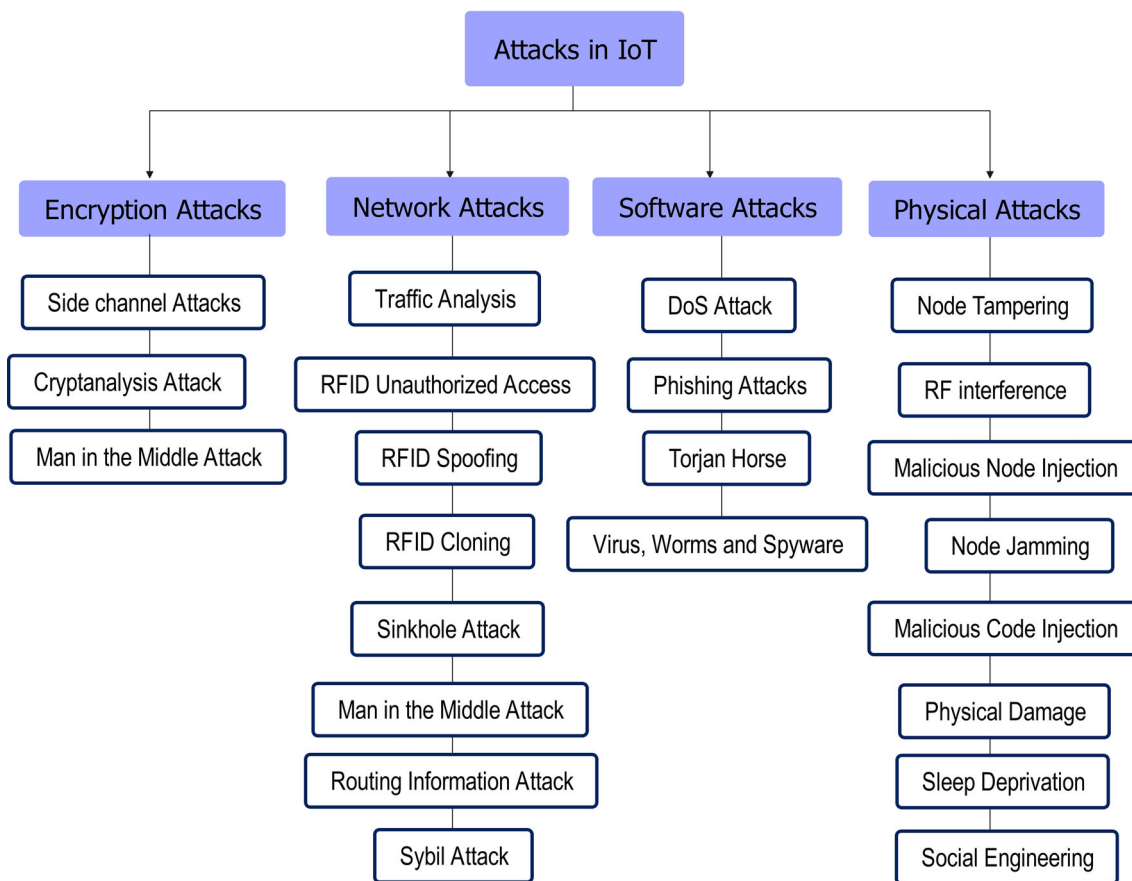 Attacks in IoT
Encryption Attacks
Side channel Attacks
Cryptanalysis Attack
Man in the Middle Attack
Network Attacks
Traffic Analysis
RFID Unauthorized Access
RFID Spoofing
RFID Cloning
Sinkhole Attack
Man in the Middle Attack
Routing Information Attack
Sybil Attack
Software Attacks
DoS Attack
Phishing Attacks
Torjan Horse
Virus, Worms and Spyware
Physical Attacks
Node Tampering
RF interference
Malicious Node Injection
Node Jamming
Malicious Code Injection
Physical Damage
Sleep Deprivation
Social Engineering